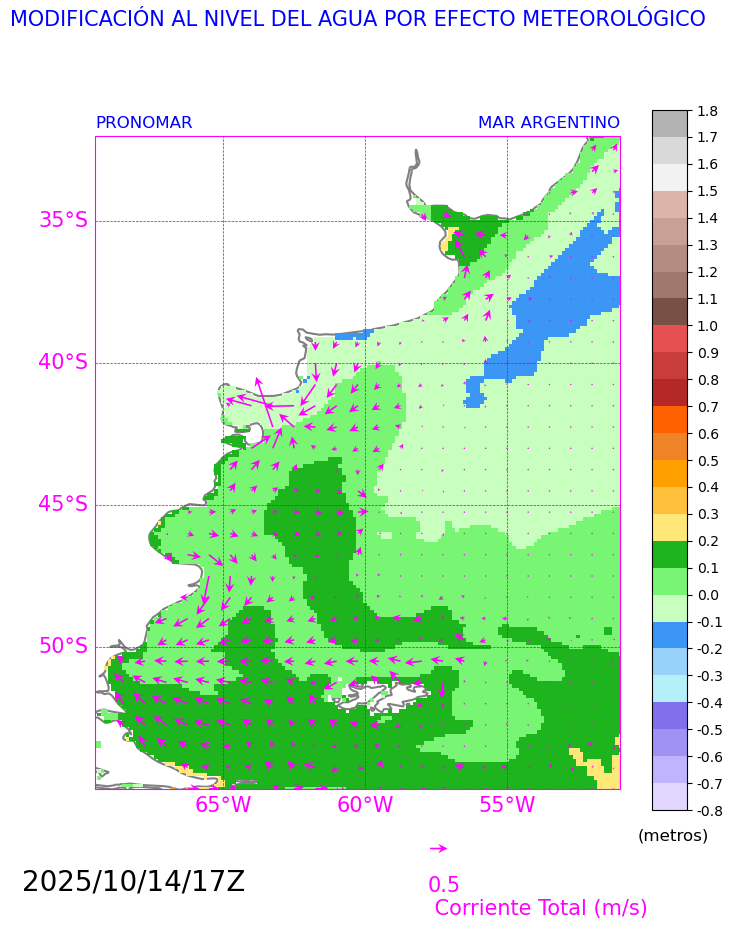 MODIFICACIÓN AL NIVEL DEL AGUA POR EFECTO METEOROLÓGICO
PRONOMAR MAR ARGENTINO
35°S
40°S
45°S
50°S
65°W 60°W 55°W
1.8
1.7
1.6
1.5
1.4
1.3
1.2
1.1
1.0
0.9
0.8
0.7
0.6
0.5
0.4
0.3
0.2
0.1
0.0
-0.1
-0.2
-0.3
-0.4
-0.5
-0.6
-0.7
-0.8
(metros)
2025/10/14/17Z
0.5
Corriente Total (m/s)